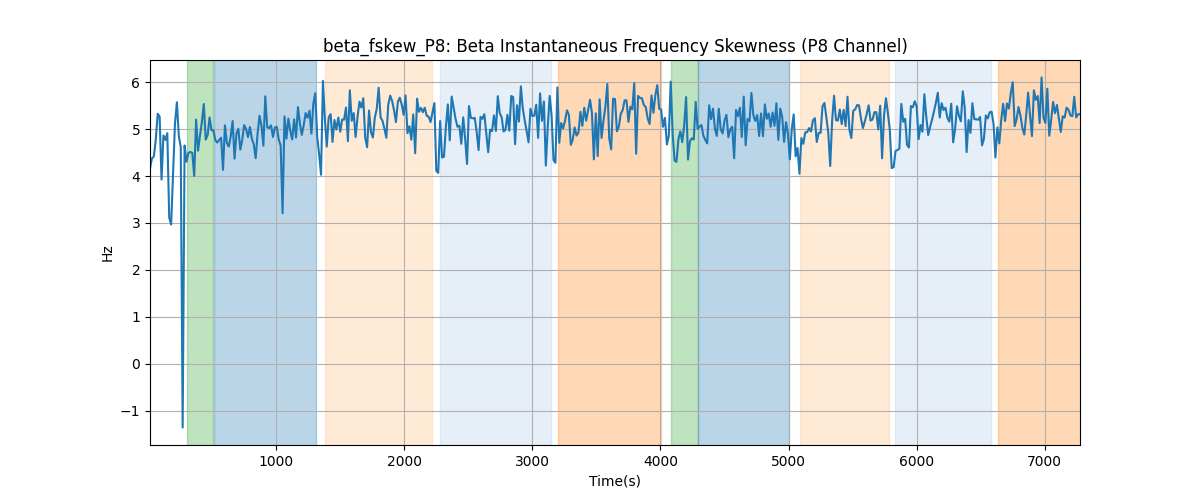 beta_fskew_P8: Beta Instantaneous Frequency Skewness (P8 Channel)
6
5
4
3
2
1
0
−1
Hz
1000 2000 3000 4000 5000 6000 7000
Time(s)